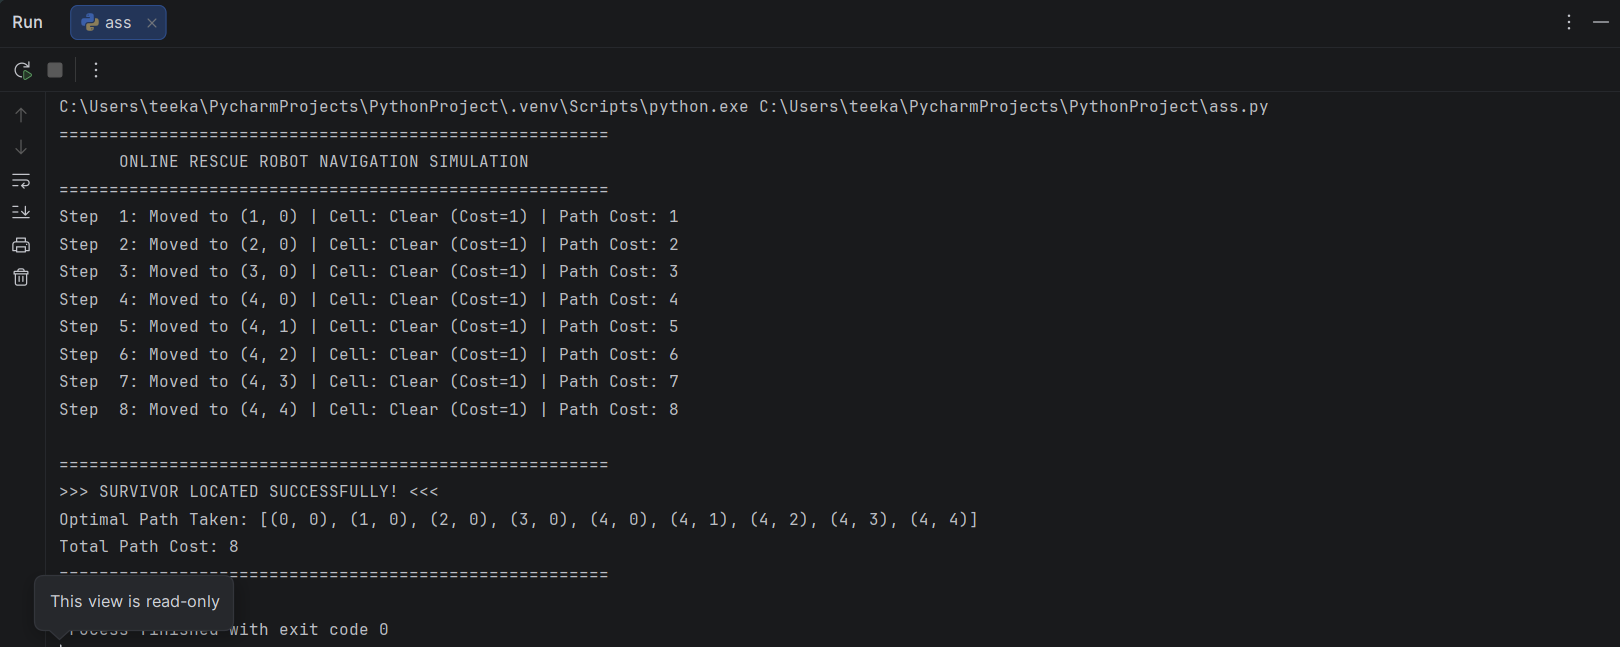 Run ass
C:\Users\teeka\PycharmProjects\PythonProject\.venv\Scripts\python.exe C:\Users\teeka\PycharmProjects\PythonProject\ass.py
=======================================================
ONLINE RESCUE ROBOT NAVIGATION SIMULATION
=======================================================
Step  1: Moved to (1, 0) | Cell: Clear (Cost=1) | Path Cost: 1
Step  2: Moved to (2, 0) | Cell: Clear (Cost=1) | Path Cost: 2
Step  3: Moved to (3, 0) | Cell: Clear (Cost=1) | Path Cost: 3
Step  4: Moved to (4, 0) | Cell: Clear (Cost=1) | Path Cost: 4
Step  5: Moved to (4, 1) | Cell: Clear (Cost=1) | Path Cost: 5
Step  6: Moved to (4, 2) | Cell: Clear (Cost=1) | Path Cost: 6
Step  7: Moved to (4, 3) | Cell: Clear (Cost=1) | Path Cost: 7
Step  8: Moved to (4, 4) | Cell: Clear (Cost=1) | Path Cost: 8
=======================================================
>>> SURVIVOR LOCATED SUCCESSFULLY! <<<
Optimal Path Taken: [(0, 0), (1, 0), (2, 0), (3, 0), (4, 0), (4, 1), (4, 2), (4, 3), (4, 4)]
Total Path Cost: 8
=======================================================
This view is read-only
Process finished with exit code 0